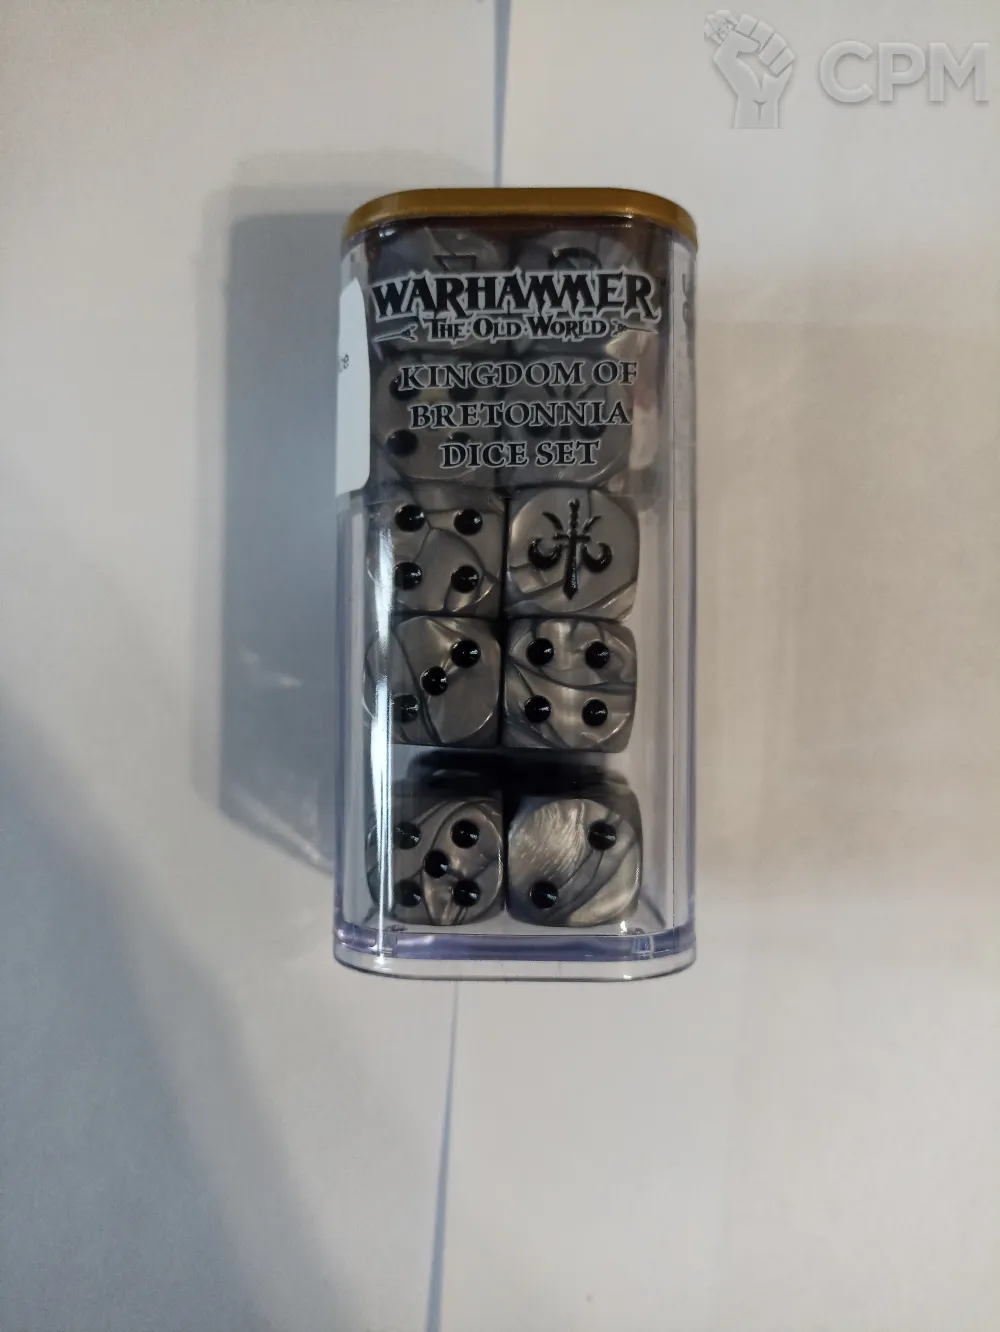 CPM
WARHAMMER
THE OLD WORLD
KINGDOM OF
BRETONNIA
DICE SET